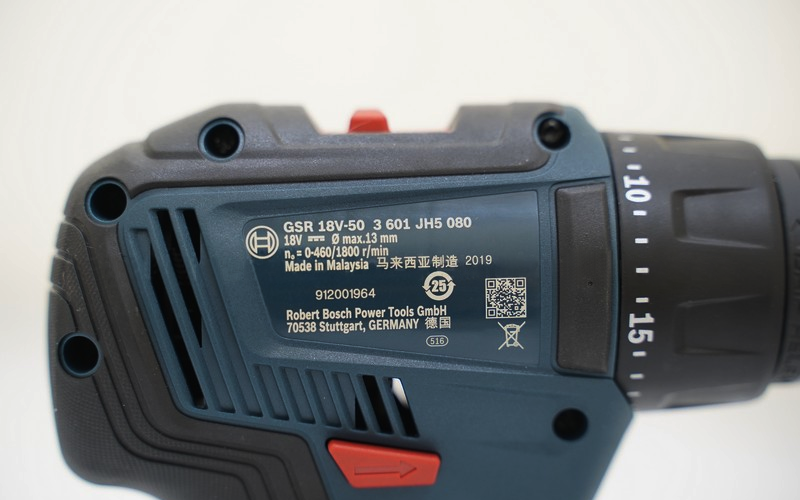 GSR 18V-50 3 601 JH5 080
18V ⎓ Ø max.13 mm
n₀ = 0-460/1800 r/min
Made in Malaysia 马来西亚制造 2019
912001964
25
Robert Bosch Power Tools GmbH
70538 Stuttgart, GERMANY 德国
516
10
15